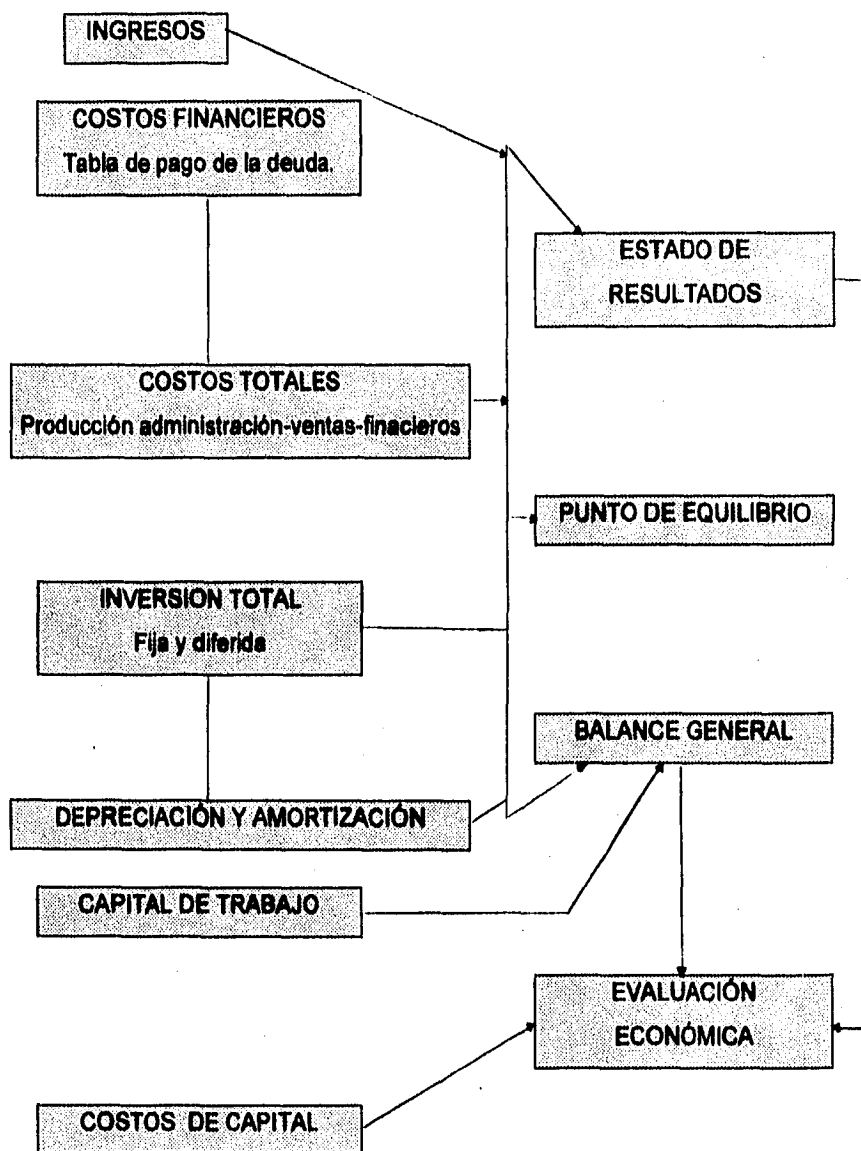 INGRESOS
COSTOS FINANCIEROS
Tabla de pago de la deuda.
ESTADO DE
RESULTADOS
COSTOS TOTALES
Producción administración-ventas-finacieros
PUNTO DE EQUILIBRIO
INVERSION TOTAL
Fija y diferida
BALANCE GENERAL
DEPRECIACIÓN Y AMORTIZACIÓN
CAPITAL DE TRABAJO
EVALUACIÓN
ECONÓMICA
COSTOS DE CAPITAL